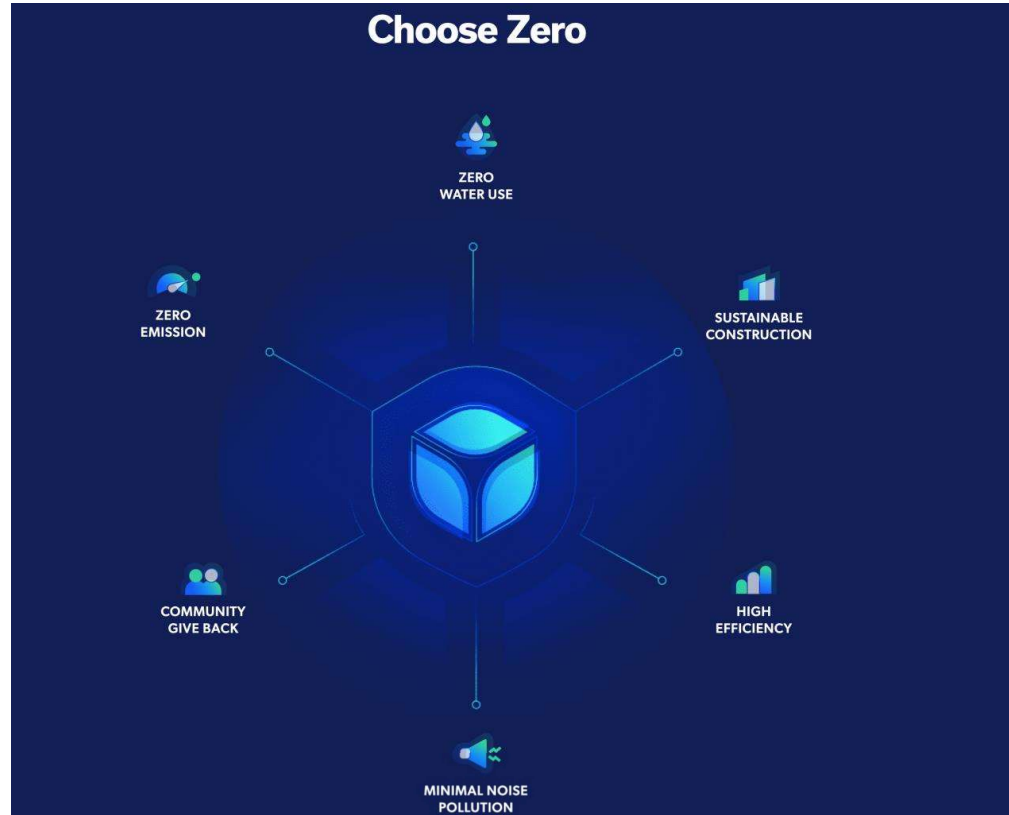 Choose Zero
ZERO
WATER USE
ZERO
EMISSION
SUSTAINABLE
CONSTRUCTION
COMMUNITY
GIVE BACK
HIGH
EFFICIENCY
MINIMAL NOISE
POLLUTION